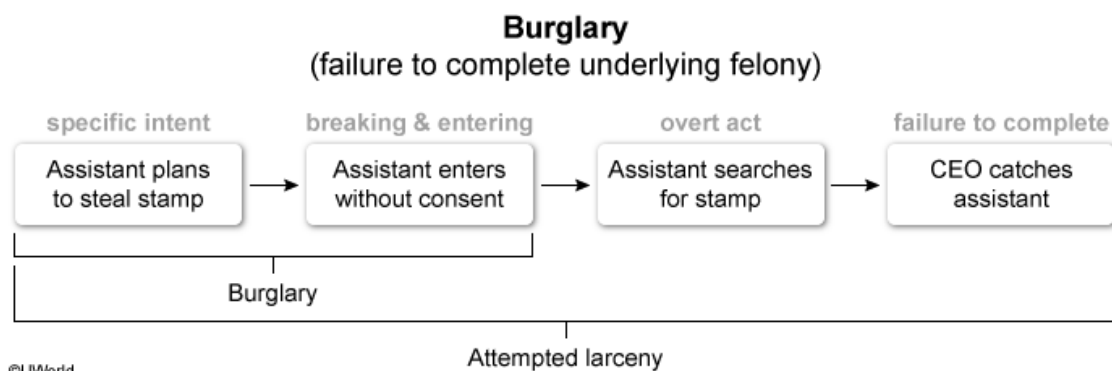 Burglary
(failure to complete underlying felony)
specific intent
breaking & entering
overt act
failure to complete
Assistant plans
to steal stamp
Assistant enters
without consent
Assistant searches
for stamp
CEO catches
assistant
Burglary
Attempted larceny
©UWorld